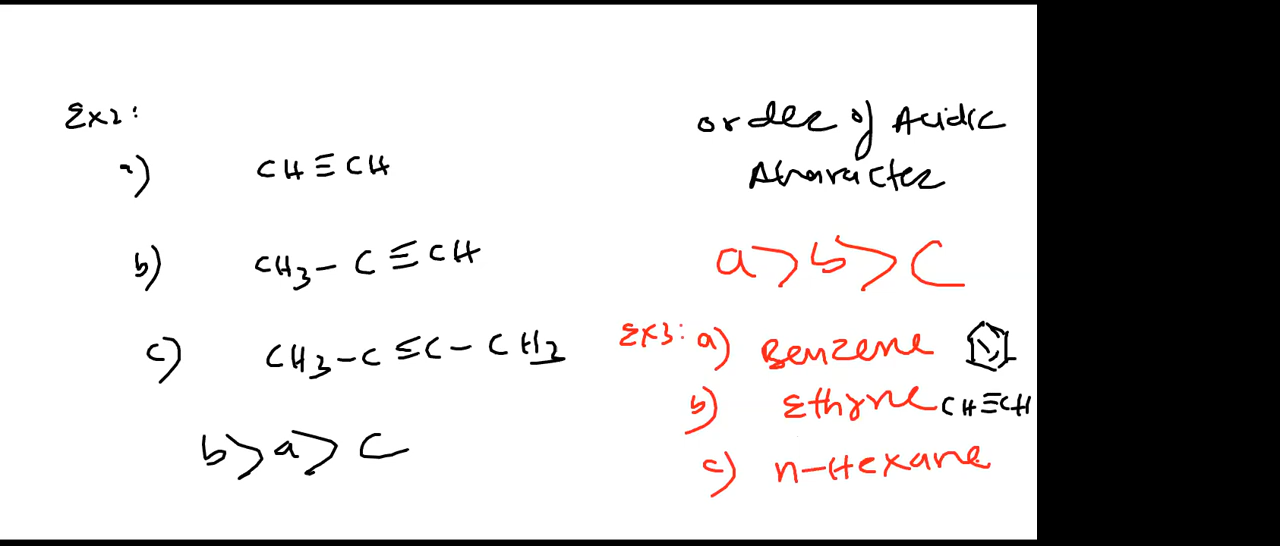 Ex2:
a) CH≡CH
b) CH3-C≡CH
c) CH3-C≡C-CH3
b>a>C
order of Acidic
Character
a>b>C
Ex3: a) Benzene
b) Ethyne CH≡CH
c) n-Hexane